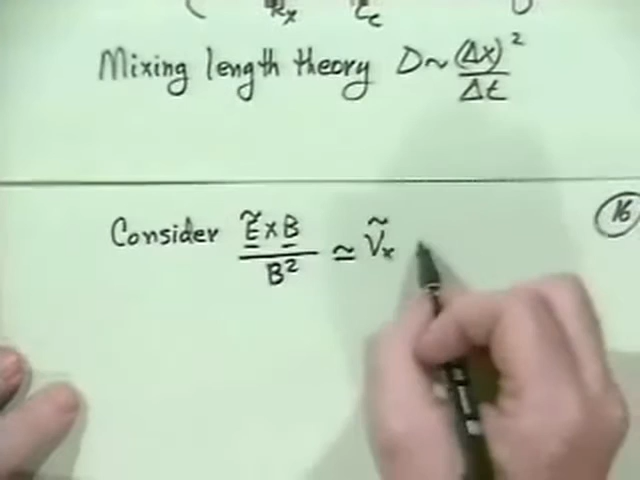 Mixing length theory D ~ (Δx)² / Δt
Consider Ẽ × B / B² ≃ Ṽₓ
16